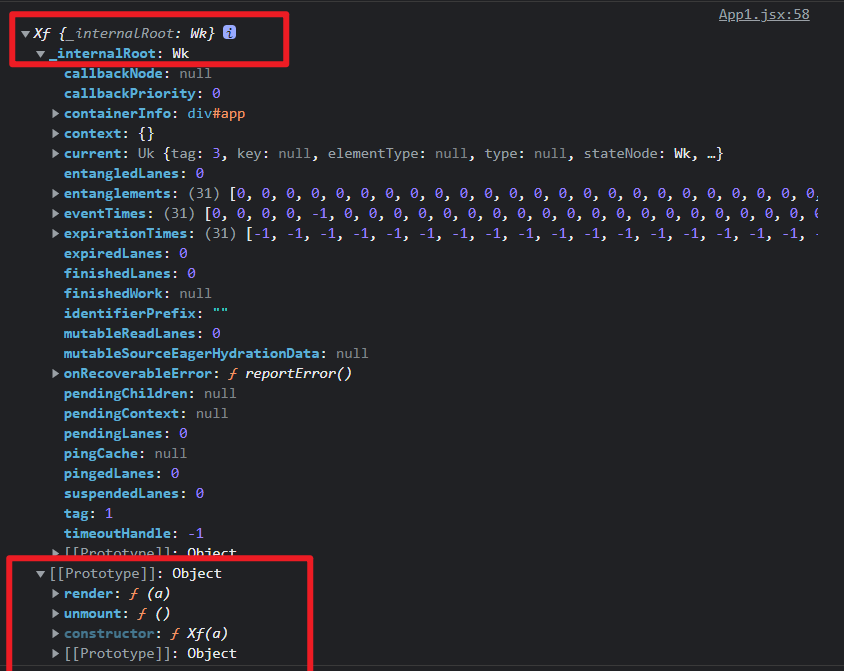 App1.jsx:58
▼Xf {_internalRoot: Wk} i
▼_internalRoot: Wk
callbackNode: null
callbackPriority: 0
▶containerInfo: div#app
▶context: {}
▶current: Uk {tag: 3, key: null, elementType: null, type: null, stateNode: Wk, …}
entangledLanes: 0
▶entanglements: (31) [0, 0, 0, 0, 0, 0, 0, 0, 0, 0, 0, 0, 0, 0, 0, 0, 0, 0, 0, 0, 0, 0, 0, 0,
▶eventTimes: (31) [0, 0, 0, 0, -1, 0, 0, 0, 0, 0, 0, 0, 0, 0, 0, 0, 0, 0, 0, 0, 0, 0, 0, 0
▶expirationTimes: (31) [-1, -1, -1, -1, -1, -1, -1, -1, -1, -1, -1, -1, -1, -1, -1, -1, -1, -
expiredLanes: 0
finishedLanes: 0
finishedWork: null
identifierPrefix: ""
mutableReadLanes: 0
mutableSourceEagerHydrationData: null
▶onRecoverableError: ƒ reportError()
pendingChildren: null
pendingContext: null
pendingLanes: 0
pingCache: null
pingedLanes: 0
suspendedLanes: 0
tag: 1
timeoutHandle: -1
▶[[Prototype]]: Object
▼[[Prototype]]: Object
▶render: ƒ (a)
▶unmount: ƒ ()
▶constructor: ƒ Xf(a)
▶[[Prototype]]: Object